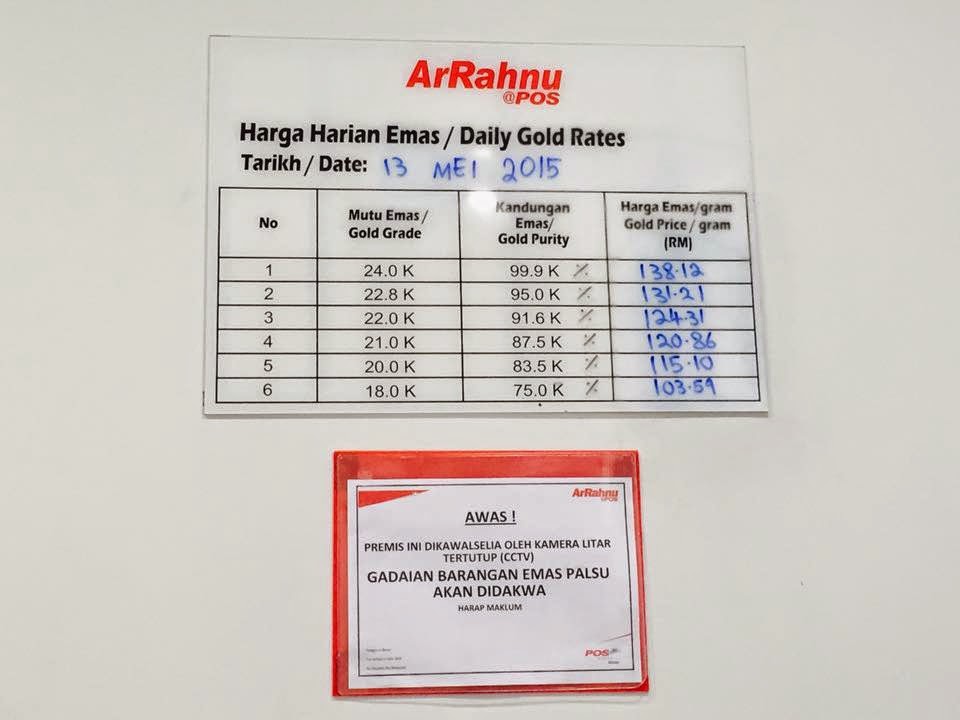 ArRahnu
@POS
Harga Harian Emas / Daily Gold Rates
Tarikh / Date: 13 MEI 2015
No Mutu Emas / Gold Grade Kandungan Emas/ Gold Purity Harga Emas/gram Gold Price / gram (RM)
1 24.0 K 99.9 K % 138.12
2 22.8 K 95.0 K % 131.21
3 22.0 K 91.6 K % 124.31
4 21.0 K 87.5 K % 120.86
5 20.0 K 83.5 K % 115.10
6 18.0 K 75.0 K % 103.59
ArRahnu
@POS
AWAS !
PREMIS INI DIKAWALSELIA OLEH KAMERA LITAR
TERTUTUP (CCTV)
GADAIAN BARANGAN EMAS PALSU
AKAN DIDAKWA
HARAP MAKLUM
POS